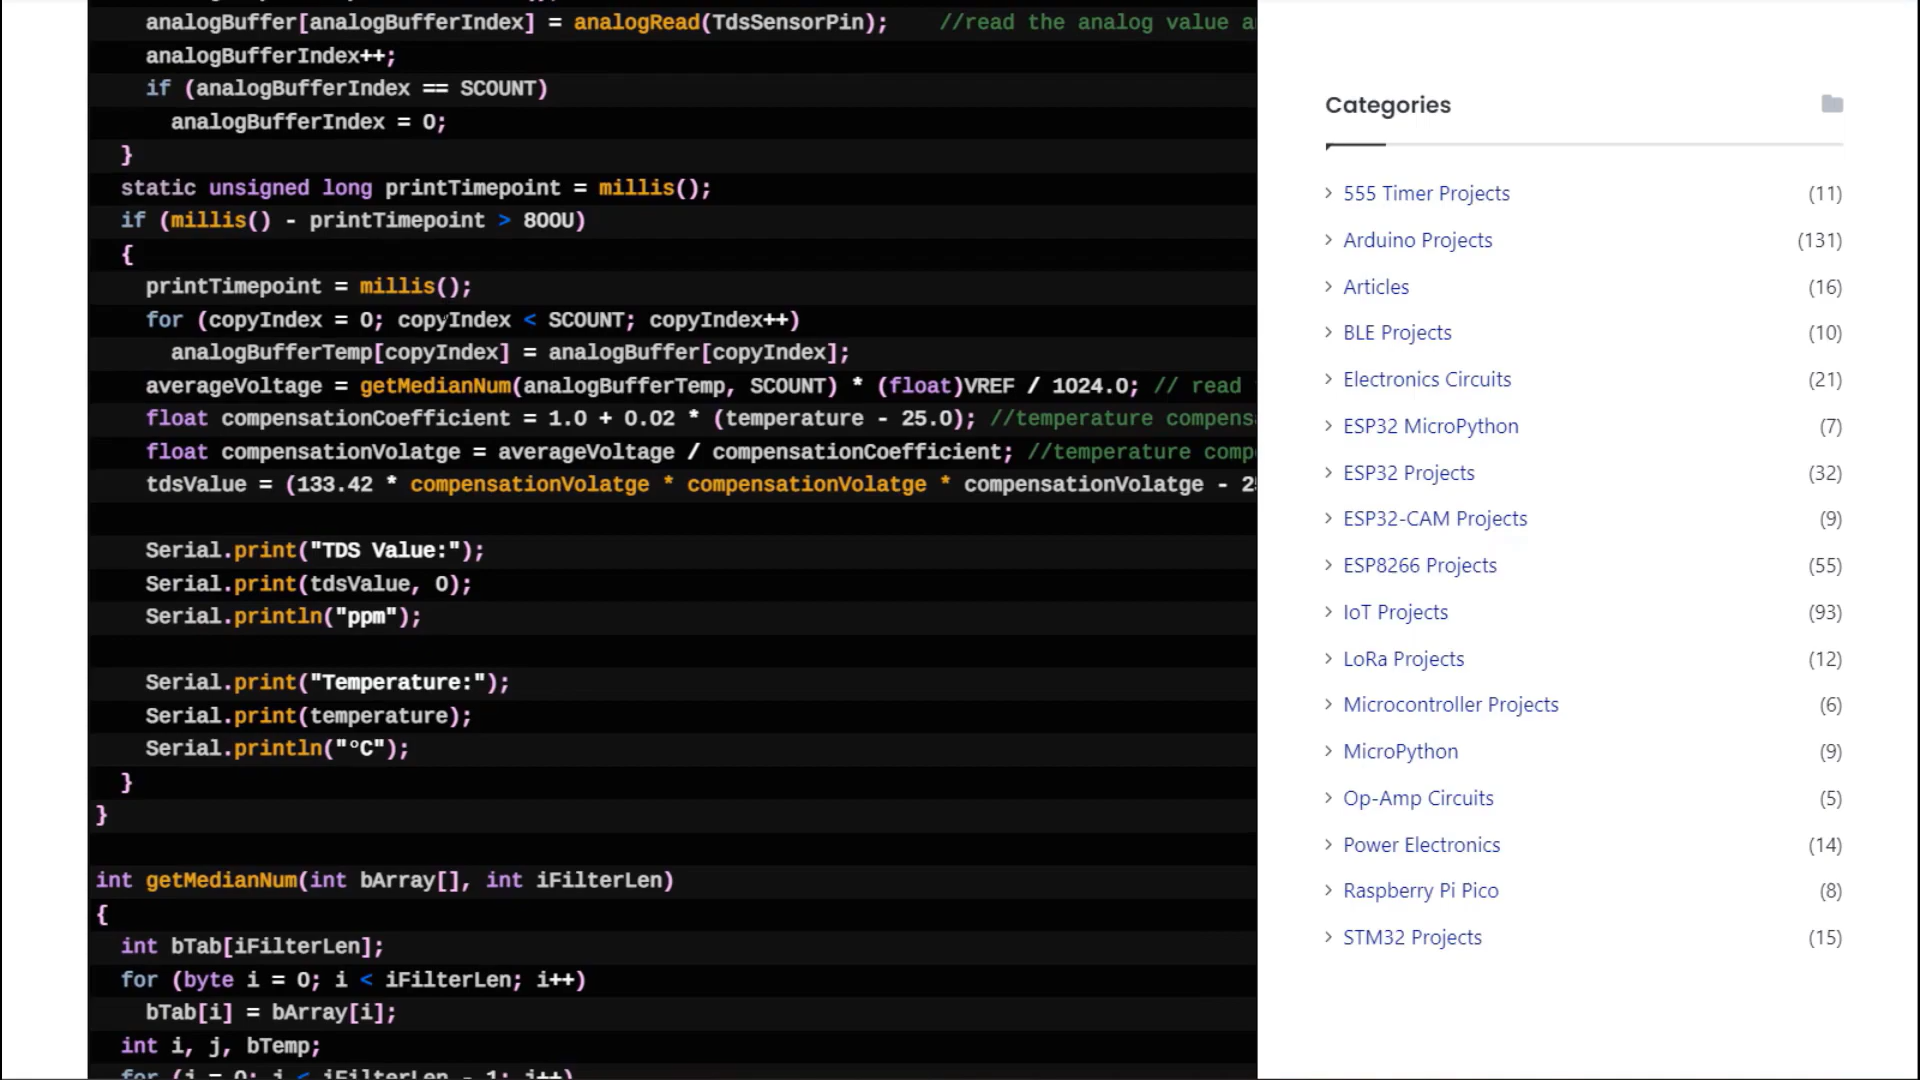 analogBuffer[analogBufferIndex] = analogRead(TdsSensorPin);    //read the analog value a
analogBufferIndex++;
if (analogBufferIndex == SCOUNT)
analogBufferIndex = 0;
}
static unsigned long printTimepoint = millis();
if (millis() - printTimepoint > 800U)
{
printTimepoint = millis();
for (copyIndex = 0; copyIndex < SCOUNT; copyIndex++)
analogBufferTemp[copyIndex] = analogBuffer[copyIndex];
averageVoltage = getMedianNum(analogBufferTemp, SCOUNT) * (float)VREF / 1024.0; // read
float compensationCoefficient = 1.0 + 0.02 * (temperature - 25.0); //temperature compens
float compensationVolatge = averageVoltage / compensationCoefficient; //temperature comp
tdsValue = (133.42 * compensationVolatge * compensationVolatge * compensationVolatge - 2
Serial.print("TDS Value:");
Serial.print(tdsValue, 0);
Serial.println("ppm");
Serial.print("Temperature:");
Serial.print(temperature);
Serial.println("°C");
}
}
int getMedianNum(int bArray[], int iFilterLen)
{
int bTab[iFilterLen];
for (byte i = 0; i < iFilterLen; i++)
bTab[i] = bArray[i];
int i, j, bTemp;
for (j = 0; j < iFilterLen - 1; j++)
Categories
555 Timer Projects (11)
Arduino Projects (131)
Articles (16)
BLE Projects (10)
Electronics Circuits (21)
ESP32 MicroPython (7)
ESP32 Projects (32)
ESP32-CAM Projects (9)
ESP8266 Projects (55)
IoT Projects (93)
LoRa Projects (12)
Microcontroller Projects (6)
MicroPython (9)
Op-Amp Circuits (5)
Power Electronics (14)
Raspberry Pi Pico (8)
STM32 Projects (15)